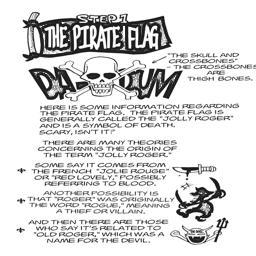 STEP 1
THE PIRATE FLAG
"THE SKULL AND
CROSSBONES"
- THE CROSSBONES
ARE
THIGH BONES.
DA-DUM
HERE IS SOME INFORMATION REGARDING
THE PIRATE FLAG. THE PIRATE FLAG IS
GENERALLY CALLED THE "JOLLY ROGER"
AND IS A SYMBOL OF DEATH.
SCARY, ISN'T IT?
THERE ARE MANY THEORIES
CONCERNING THE ORIGIN OF
THE TERM "JOLLY ROGER."
SOME SAY IT COMES FROM
THE FRENCH "JOLIE ROUGE"
OR "RED LOVELY," POSSIBLY
REFERRING TO BLOOD.
ANOTHER POSSIBILITY IS
THAT "ROGER" WAS ORIGINALLY
THE WORD "ROGUE," MEANING
A THIEF OR VILLAIN.
AND THEN THERE ARE THOSE
WHO SAY IT'S RELATED TO
"OLD ROGER", WHICH WAS A
NAME FOR THE DEVIL.